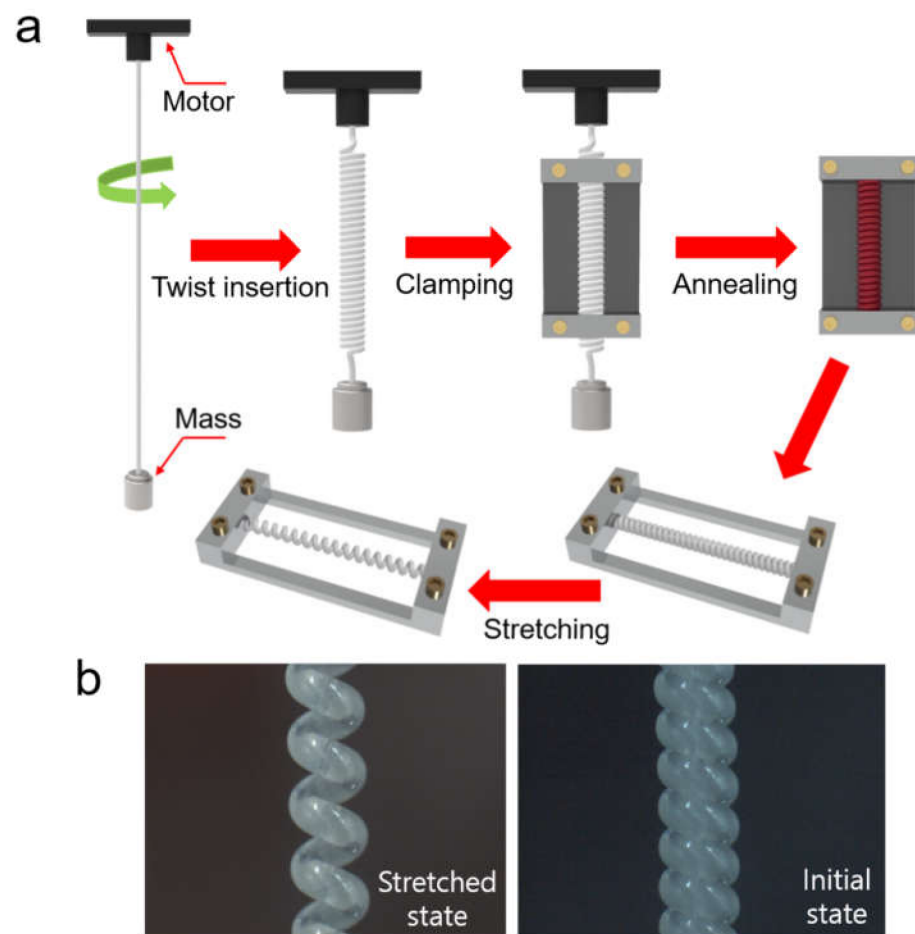 a
Motor
Twist insertion
Clamping
Annealing
Mass
Stretching
b
Stretched
state
Initial
state